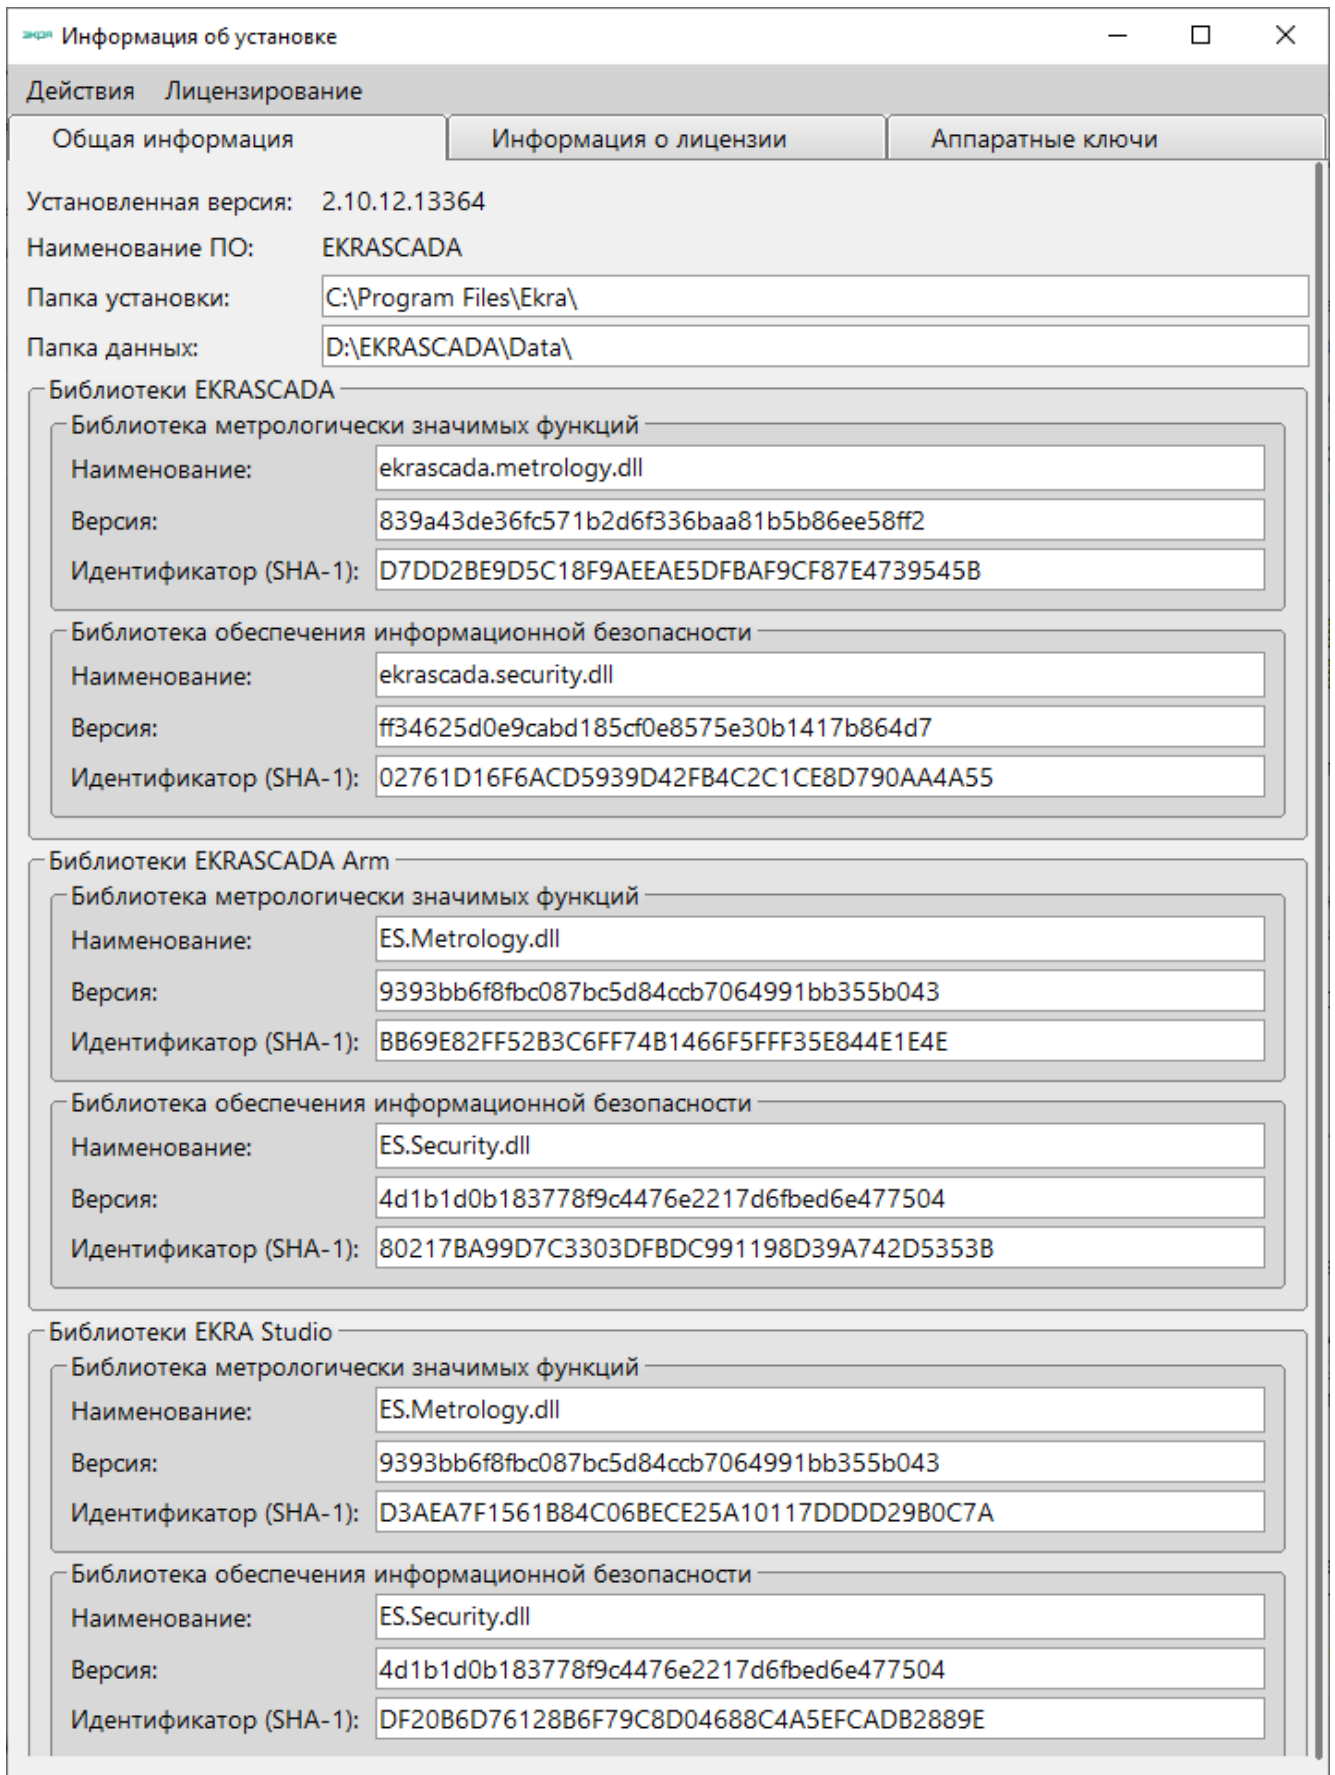 ЭКРА Информация об установке
Действия Лицензирование
Общая информация Информация о лицензии Аппаратные ключи
Установленная версия: 2.10.12.13364
Наименование ПО: EKRASCADA
Папка установки: C:\Program Files\Ekra\
Папка данных: D:\EKRASCADA\Data\
Библиотеки EKRASCADA
Библиотека метрологически значимых функций
Наименование: ekrascada.metrology.dll
Версия: 839a43de36fc571b2d6f336baa81b5b86ee58ff2
Идентификатор (SHA-1): D7DD2BE9D5C18F9AEEAE5DFBAF9CF87E4739545B
Библиотека обеспечения информационной безопасности
Наименование: ekrascada.security.dll
Версия: ff34625d0e9cabd185cf0e8575e30b1417b864d7
Идентификатор (SHA-1): 02761D16F6ACD5939D42FB4C2C1CE8D790AA4A55
Библиотеки EKRASCADA Arm
Библиотека метрологически значимых функций
Наименование: ES.Metrology.dll
Версия: 9393bb6f8fbc087bc5d84ccb7064991bb355b043
Идентификатор (SHA-1): BB69E82FF52B3C6FF74B1466F5FFF35E844E1E4E
Библиотека обеспечения информационной безопасности
Наименование: ES.Security.dll
Версия: 4d1b1d0b183778f9c4476e2217d6fbed6e477504
Идентификатор (SHA-1): 80217BA99D7C3303DFBDC991198D39A742D5353B
Библиотеки EKRA Studio
Библиотека метрологически значимых функций
Наименование: ES.Metrology.dll
Версия: 9393bb6f8fbc087bc5d84ccb7064991bb355b043
Идентификатор (SHA-1): D3AEA7F1561B84C06BECE25A10117DDDD29B0C7A
Библиотека обеспечения информационной безопасности
Наименование: ES.Security.dll
Версия: 4d1b1d0b183778f9c4476e2217d6fbed6e477504
Идентификатор (SHA-1): DF20B6D76128B6F79C8D04688C4A5EFCADB2889E